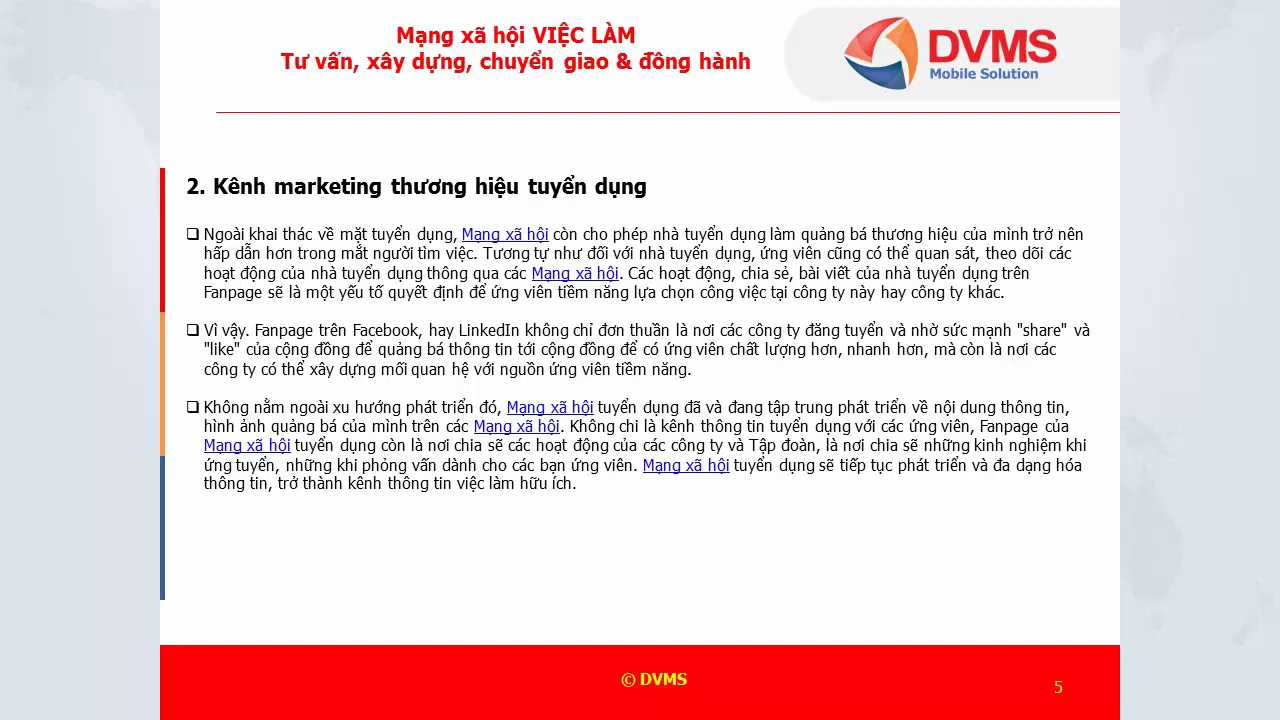 Mạng xã hội VIỆC LÀM
Tư vấn, xây dựng, chuyển giao & đồng hành
DVMS
Mobile Solution
2. Kênh marketing thương hiệu tuyển dụng
Ngoài khai thác về mặt tuyển dụng, Mạng xã hội còn cho phép nhà tuyển dụng làm quảng bá thương hiệu của mình trở nên
hấp dẫn hơn trong mắt người tìm việc. Tương tự như đối với nhà tuyển dụng, ứng viên cũng có thể quan sát, theo dõi các
hoạt động của nhà tuyển dụng thông qua các Mạng xã hội. Các hoạt động, chia sẻ, bài viết của nhà tuyển dụng trên
Fanpage sẽ là một yếu tố quyết định để ứng viên tiềm năng lựa chọn công việc tại công ty này hay công ty khác.
Vì vậy. Fanpage trên Facebook, hay LinkedIn không chỉ đơn thuần là nơi các công ty đăng tuyển và nhờ sức mạnh "share" và
"like" của cộng đồng để quảng bá thông tin tới cộng đồng để có ứng viên chất lượng hơn, nhanh hơn, mà còn là nơi các
công ty có thể xây dựng mối quan hệ với nguồn ứng viên tiềm năng.
Không nằm ngoài xu hướng phát triển đó, Mạng xã hội tuyển dụng đã và đang tập trung phát triển về nội dung thông tin,
hình ảnh quảng bá của mình trên các Mạng xã hội. Không chi là kênh thông tin tuyển dụng với các ứng viên, Fanpage của
Mạng xã hội tuyển dụng còn là nơi chia sẽ các hoạt động của các công ty và Tập đoàn, là nơi chia sẽ những kinh nghiệm khi
ứng tuyển, những khi phỏng vấn dành cho các bạn ứng viên. Mạng xã hội tuyển dụng sẽ tiếp tục phát triển và đa dạng hóa
thông tin, trở thành kênh thông tin việc làm hữu ích.
© DVMS
5